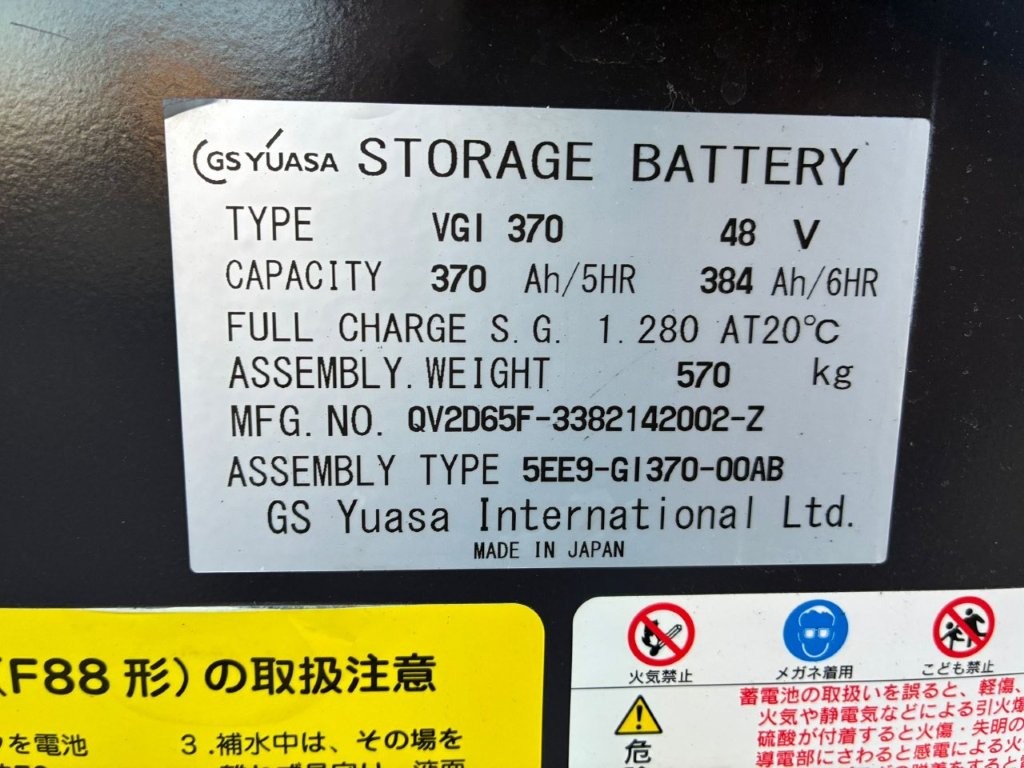 GS YUASA STORAGE BATTERY
TYPE VGI 370 48 V
CAPACITY 370 Ah/5HR 384 Ah/6HR
FULL CHARGE S.G. 1.280 AT20℃
ASSEMBLY.WEIGHT 570 kg
MFG.NO. QV2D65F-3382142002-Z
ASSEMBLY TYPE 5EE9-GI370-00AB
GS Yuasa International Ltd.
MADE IN JAPAN
(F88形)の取扱注意
を電池
3.補水中は、その場を
火気禁止
メガネ着用
こども禁止
危
蓄電池の取扱いを誤ると、軽傷、
火気や静電気などによる引火爆
硫酸が付着すると火傷・失明の
導電部にさわると感電による火